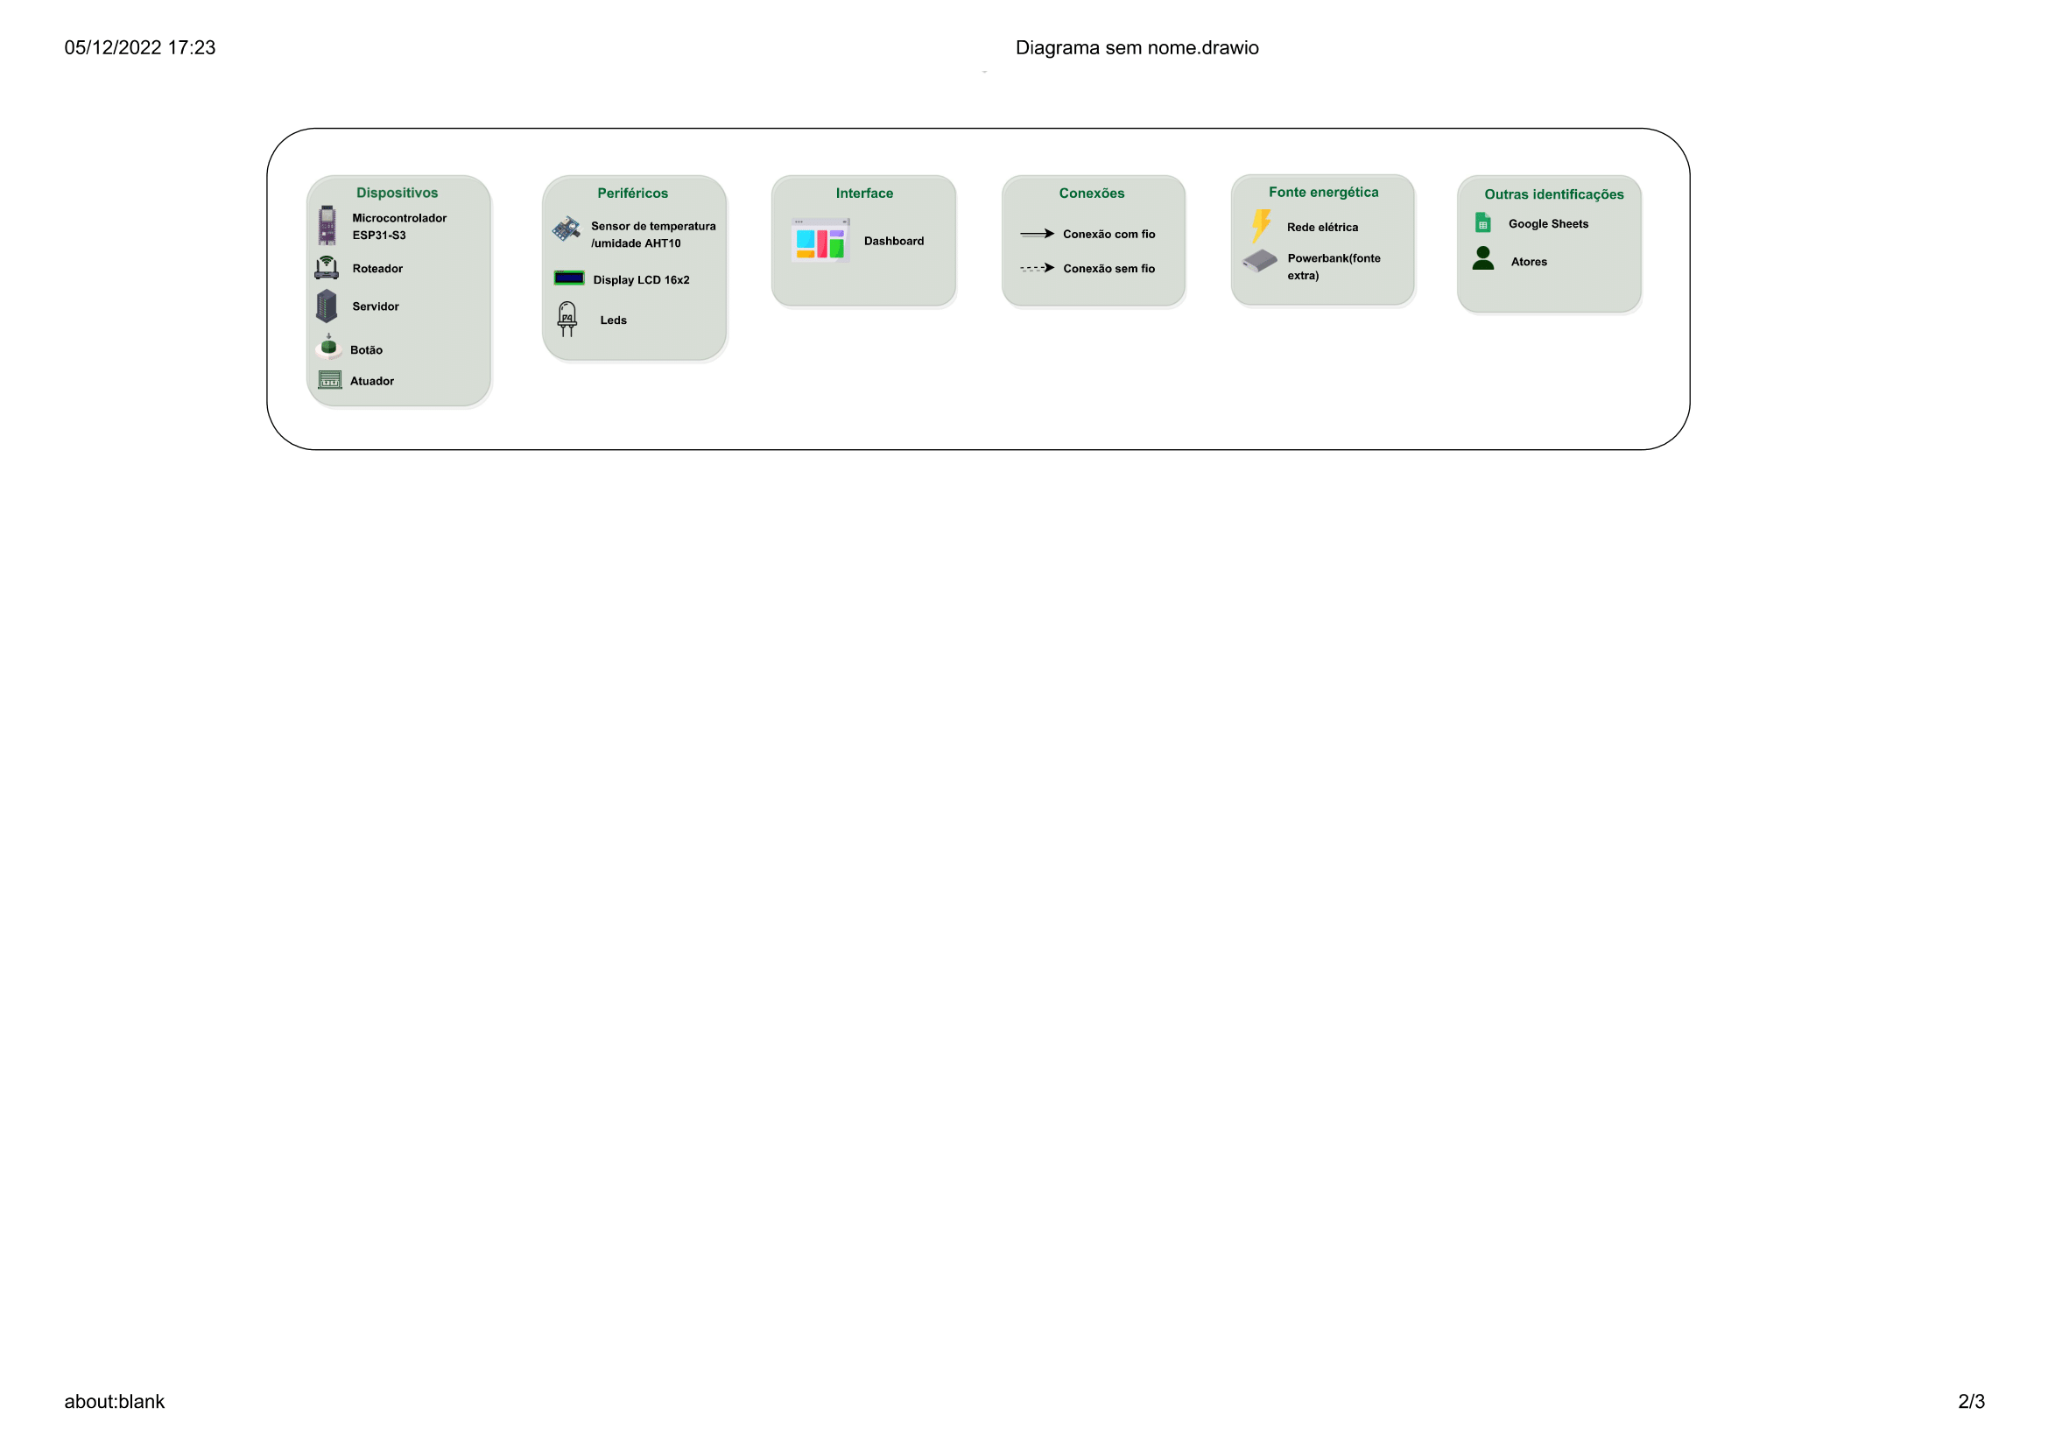 05/12/2022 17:23
Diagrama sem nome.drawio
Dispositivos
Microcontrolador
ESP31-S3
Roteador
Servidor
Botão
Atuador
Periféricos
Sensor de temperatura
/umidade AHT10
Display LCD 16x2
Leds
Interface
Dashboard
Conexões
Conexão com fio
Conexão sem fio
Fonte energética
Rede elétrica
Powerbank(fonte
extra)
Outras identificações
Google Sheets
Atores
about:blank
2/3